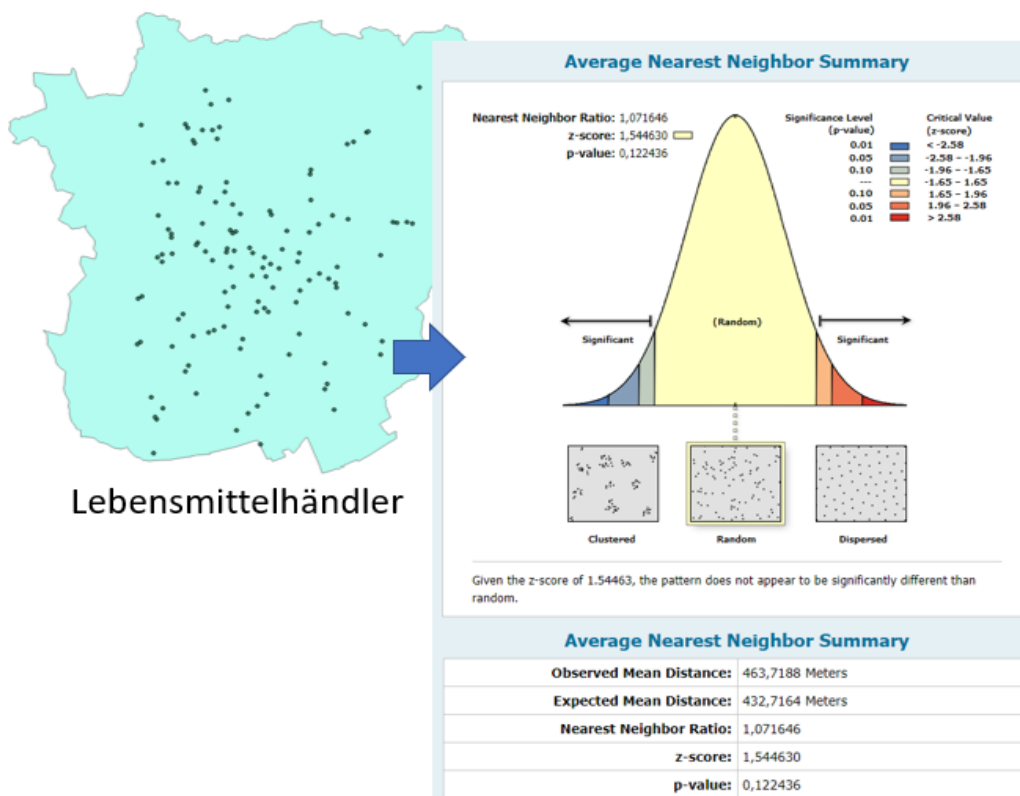 Lebensmittelhändler
Average Nearest Neighbor Summary
Nearest Neighbor Ratio: 1,071646
z-score: 1,544630
p-value: 0,122436
Significance Level
(p-value)
Critical Value
(z-score)
0.01 < -2.58
0.05 -2.58 - -1.96
0.10 -1.96 - -1.65
--- -1.65 - 1.65
0.10 1.65 - 1.96
0.05 1.96 - 2.58
0.01 > 2.58
(Random)
Significant
Significant
Clustered
Random
Dispersed
Given the z-score of 1.54463, the pattern does not appear to be significantly different than
random.
Average Nearest Neighbor Summary
Observed Mean Distance: 463,7188 Meters
Expected Mean Distance: 432,7164 Meters
Nearest Neighbor Ratio: 1,071646
z-score: 1,544630
p-value: 0,122436